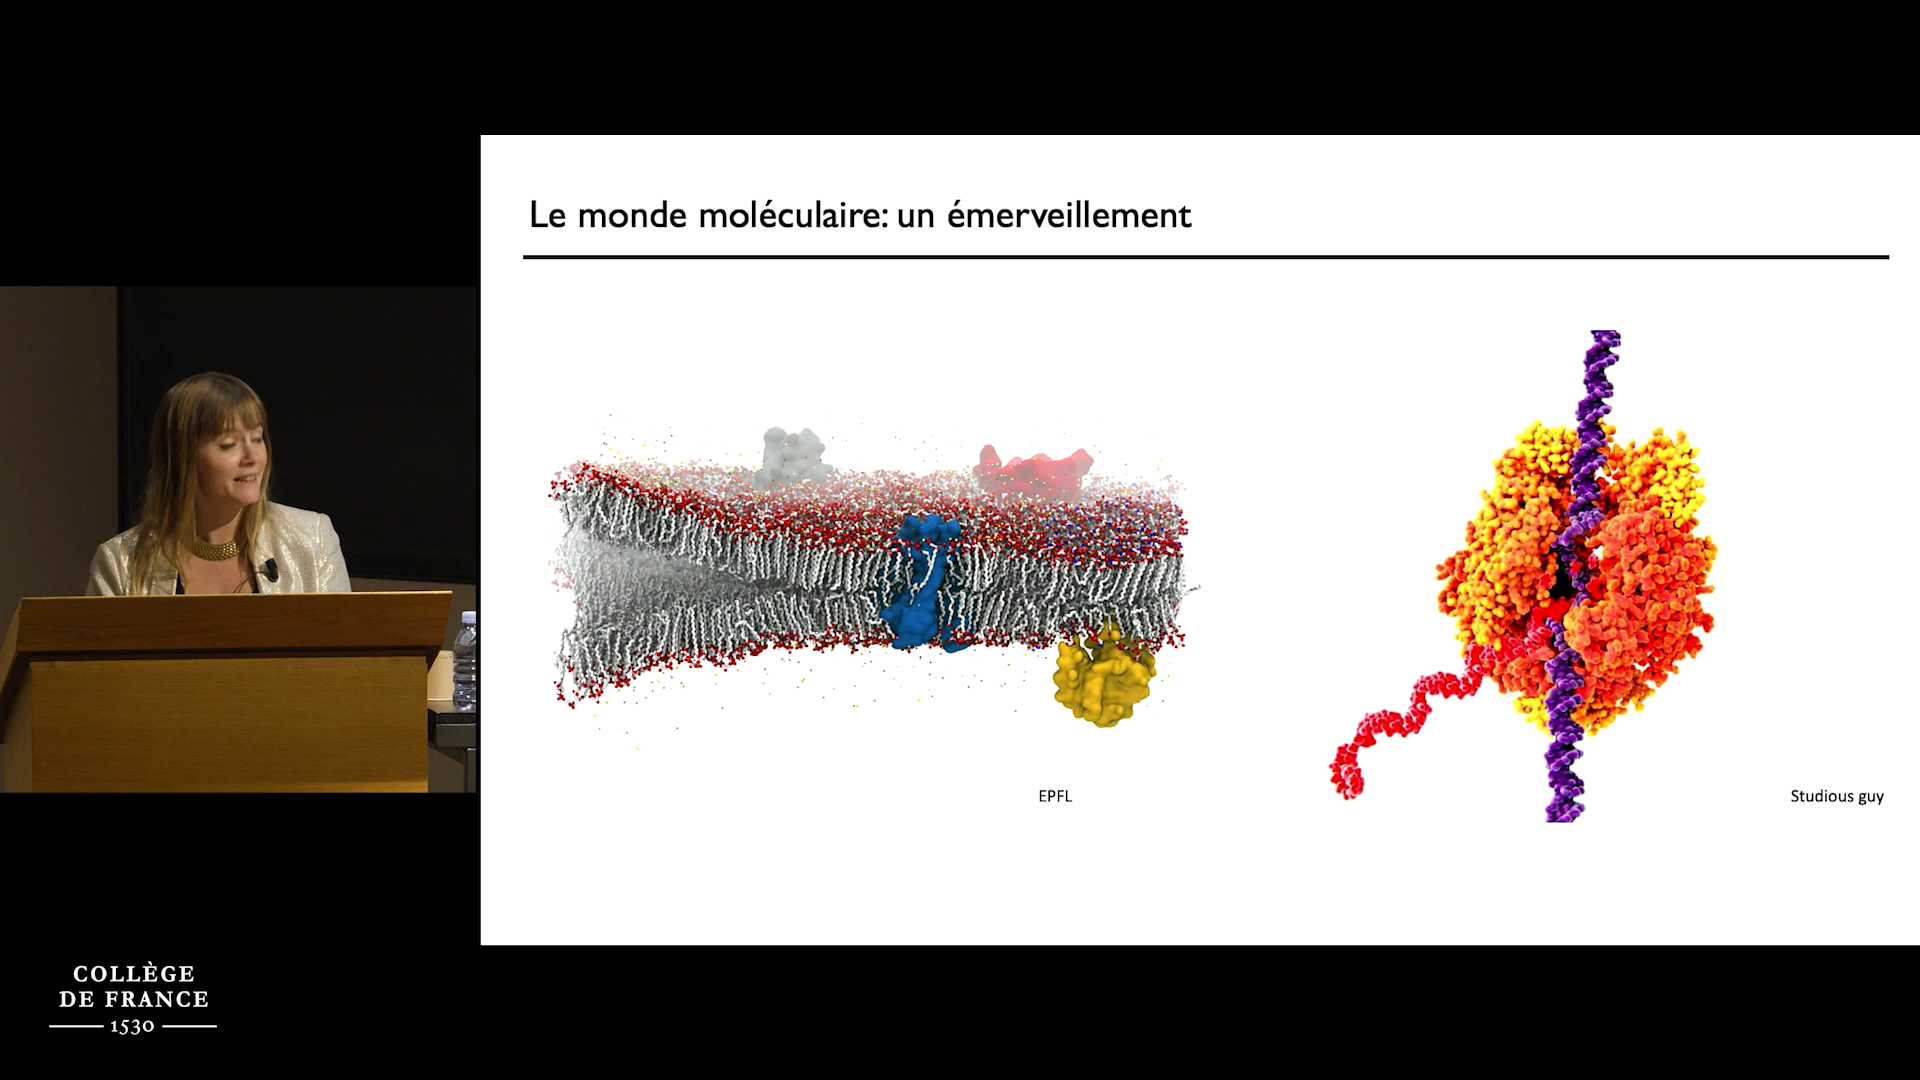 Le monde moléculaire: un émerveillement
EPFL
Studious guy
COLLÈGE
DE FRANCE
1530